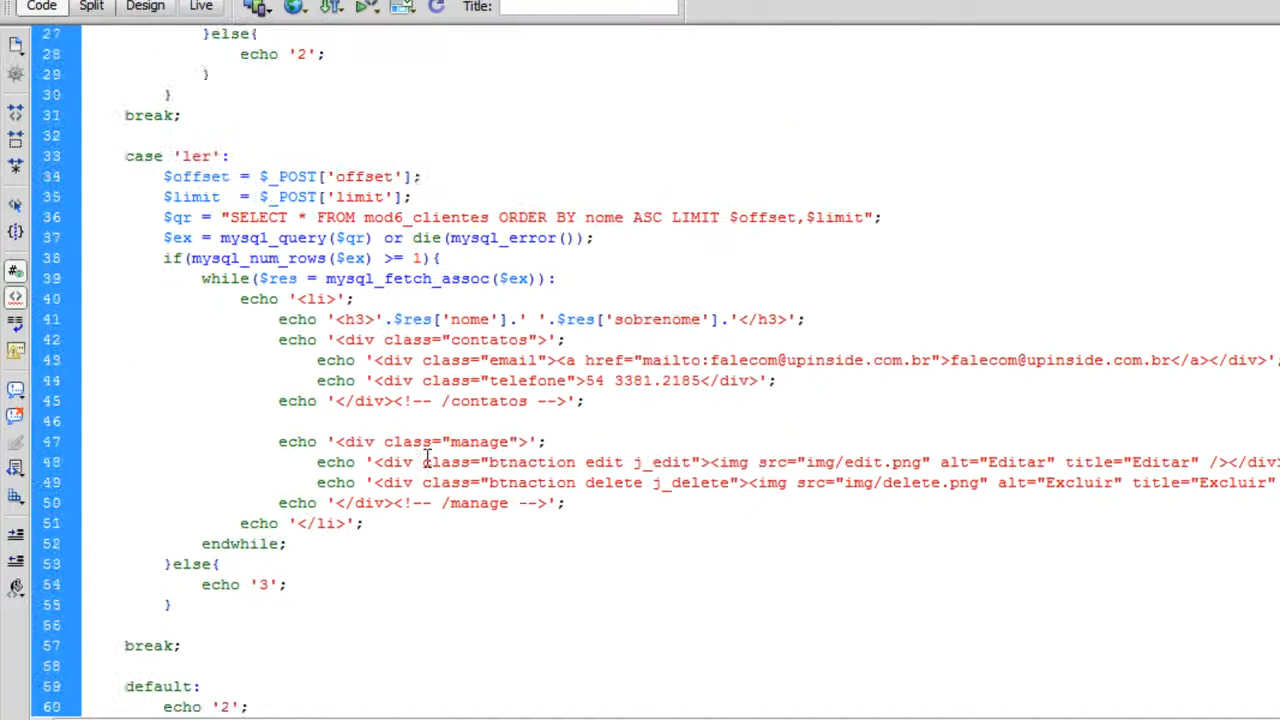 Code Split Design Live Title:
27 }else{
28 echo '2';
29 }
30 }
31 break;
32
33 case 'ler':
34 $offset = $_POST['offset'];
35 $limit  = $_POST['limit'];
36 $qr = "SELECT * FROM mod6_clientes ORDER BY nome ASC LIMIT $offset,$limit";
37 $ex = mysql_query($qr) or die(mysql_error());
38 if(mysql_num_rows($ex) >= 1){
39 while($res = mysql_fetch_assoc($ex)):
40 echo '<li>';
41 echo '<h3>'.$res['nome'].' '.$res['sobrenome'].'</h3>';
42 echo '<div class="contatos">';
43 echo '<div class="email"><a href="mailto:falecom@upinside.com.br">falecom@upinside.com.br</a></div>';
44 echo '<div class="telefone">54 3381.2185</div>';
45 echo '</div><!-- /contatos -->';
46
47 echo '<div class="manage">';
48 echo '<div class="btnaction edit j_edit"><img src="img/edit.png" alt="Editar" title="Editar" /></div>
49 echo '<div class="btnaction delete j_delete"><img src="img/delete.png" alt="Excluir" title="Excluir"
50 echo '</div><!-- /manage -->';
51 echo '</li>';
52 endwhile;
53 }else{
54 echo '3';
55 }
56
57 break;
58
59 default:
60 echo '2';